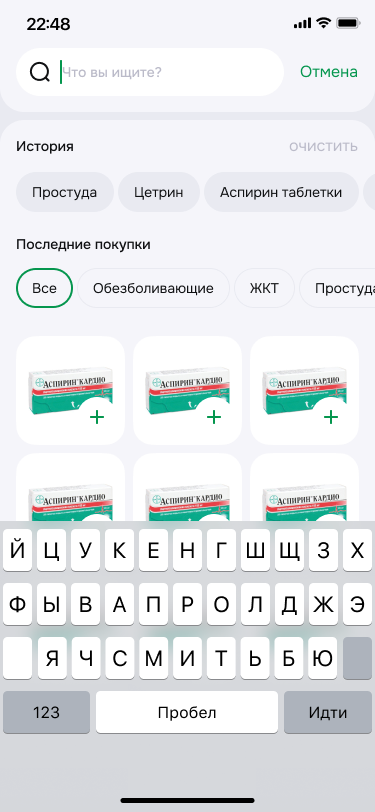 22:48
Что вы ищите?
Отмена
История
ОЧИСТИТЬ
Простуда
Цетрин
Аспирин таблетки
Последние покупки
Все
Обезболивающие
ЖКТ
Простуда
АСПИРИН КАРДИО
АСПИРИН КАРДИО
АСПИРИН КАРДИО
АСПИРИН КАРДИО
АСПИРИН КАРДИО
АСПИРИН КАРДИО
Й Ц У К Е Н Г Ш Щ З Х
Ф Ы В А П Р О Л Д Ж Э
Я Ч С М И Т Ь Б Ю
123 Пробел Идти